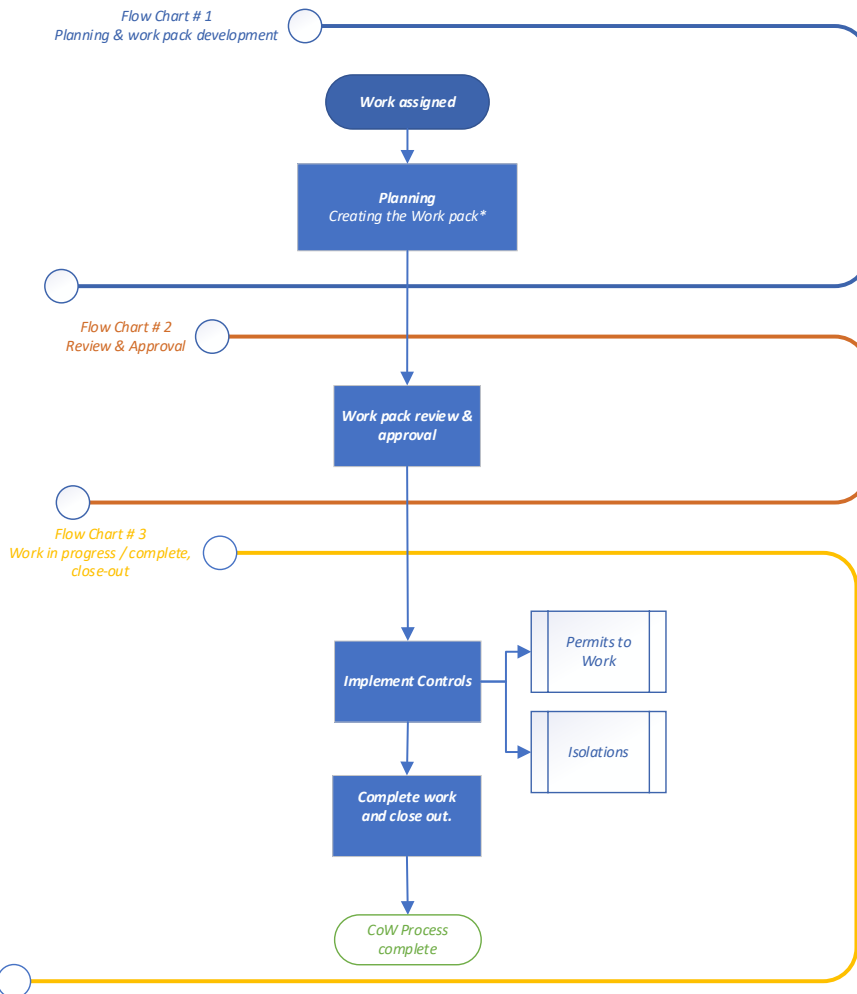 Flow Chart # 1
Planning & work pack development
Work assigned
Planning
Creating the Work pack*
Flow Chart # 2
Review & Approval
Work pack review &
approval
Flow Chart # 3
Work in progress / complete,
close-out
Permits to
Work
Implement Controls
Isolations
Complete work
and close out.
CoW Process
complete